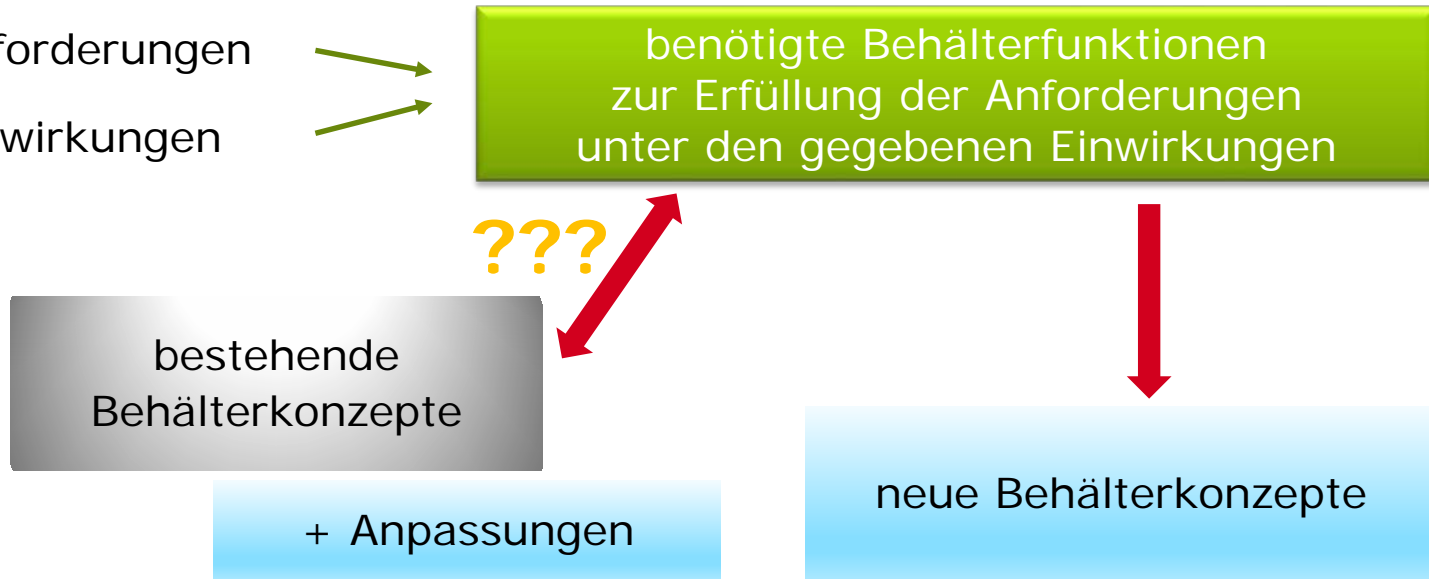 forderungen
wirkungen
benötigte Behälterfunktionen
zur Erfüllung der Anforderungen
unter den gegebenen Einwirkungen
???
bestehende
Behälterkonzepte
+ Anpassungen
neue Behälterkonzepte